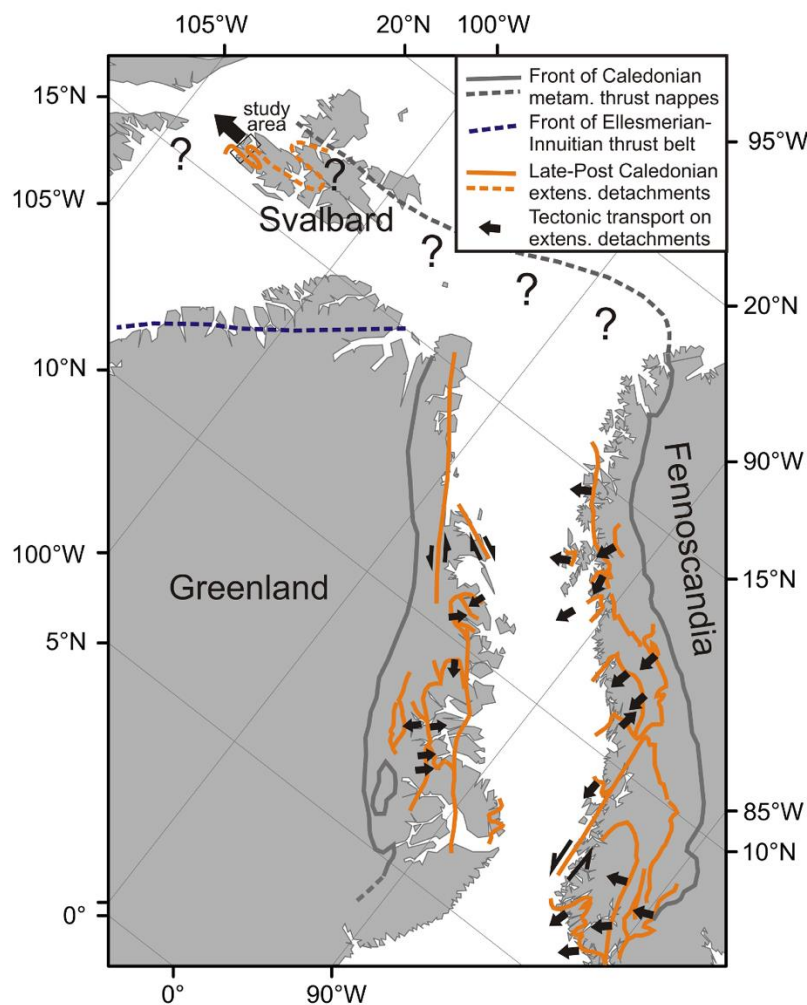 105°W
20°N
100°W
15°N
105°W
10°N
100°W
5°N
0°
0°
90°W
95°W
20°N
90°W
15°N
85°W
10°N
Front of Caledonian
metam. thrust nappes
Front of Ellesmerian-
Innuitian thrust belt
Late-Post Caledonian
extens. detachments
Tectonic transport on
extens. detachments
study
area
?
?
Svalbard
?
?
?
Greenland
Fennoscandia